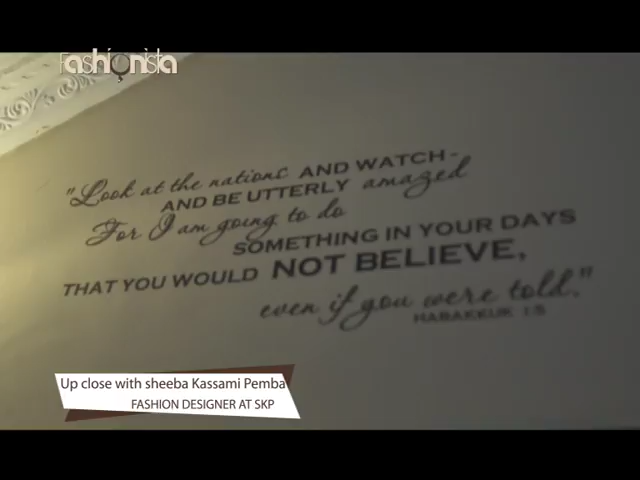 Fashionista
"Look at the nations AND WATCH -
AND BE UTTERLY amazed
For I am going to do
SOMETHING IN YOUR DAYS
THAT YOU WOULD NOT BELIEVE,
even if you were told."
HABAKKUK 1:5
Up close with sheeba Kassami Pemba
FASHION DESIGNER AT SKP